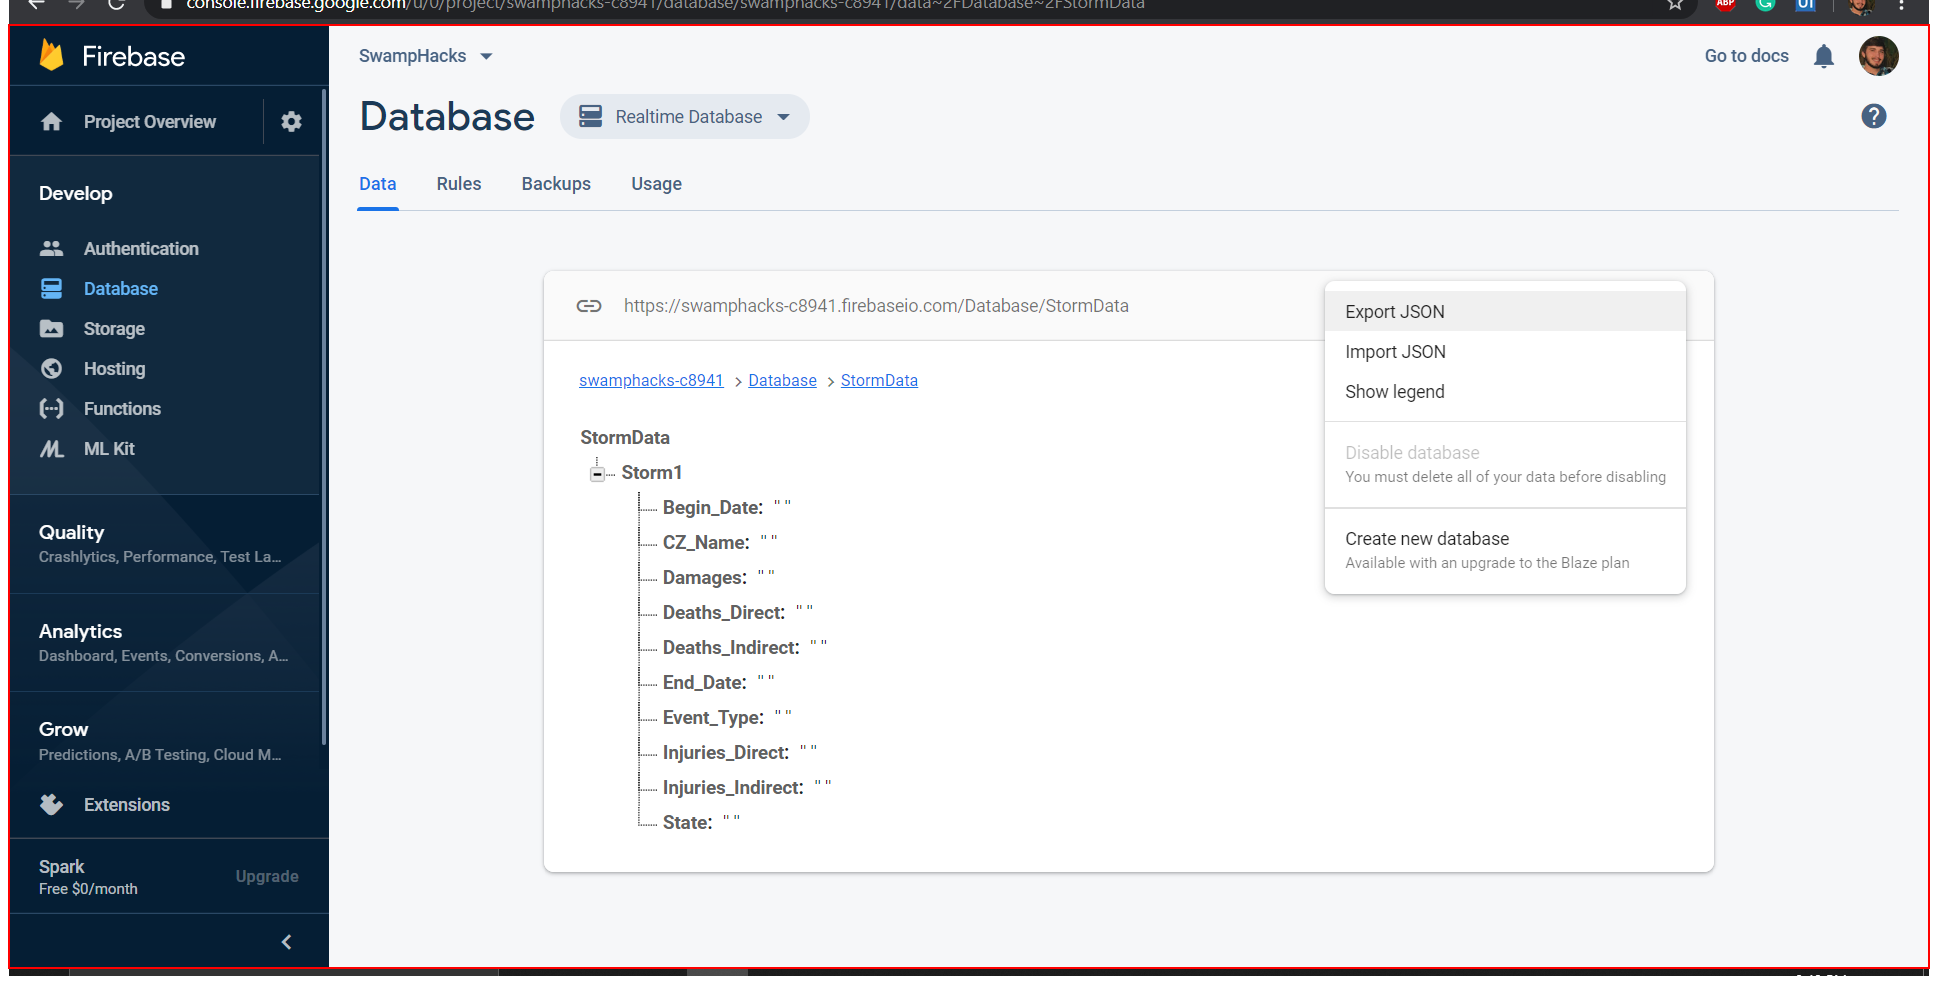 console.firebase.google.com/u/0/project/swamphacks-c8941/database/swamphacks-c8941/data~2FDatabase~2FStormData
ABP
Firebase
SwampHacks
Go to docs
Project Overview
Database
Realtime Database
?
Data
Rules
Backups
Usage
Develop
Authentication
Database
Storage
Hosting
Functions
ML Kit
Quality
Crashlytics, Performance, Test La...
Analytics
Dashboard, Events, Conversions, A...
Grow
Predictions, A/B Testing, Cloud M...
Extensions
Spark
Free $0/month
Upgrade
https://swamphacks-c8941.firebaseio.com/Database/StormData
swamphacks-c8941 > Database > StormData
StormData
Storm1
Begin_Date: " "
CZ_Name: " "
Damages: " "
Deaths_Direct: " "
Deaths_Indirect: " "
End_Date: " "
Event_Type: " "
Injuries_Direct: " "
Injuries_Indirect: " "
State: " "
Export JSON
Import JSON
Show legend
Disable database
You must delete all of your data before disabling
Create new database
Available with an upgrade to the Blaze plan